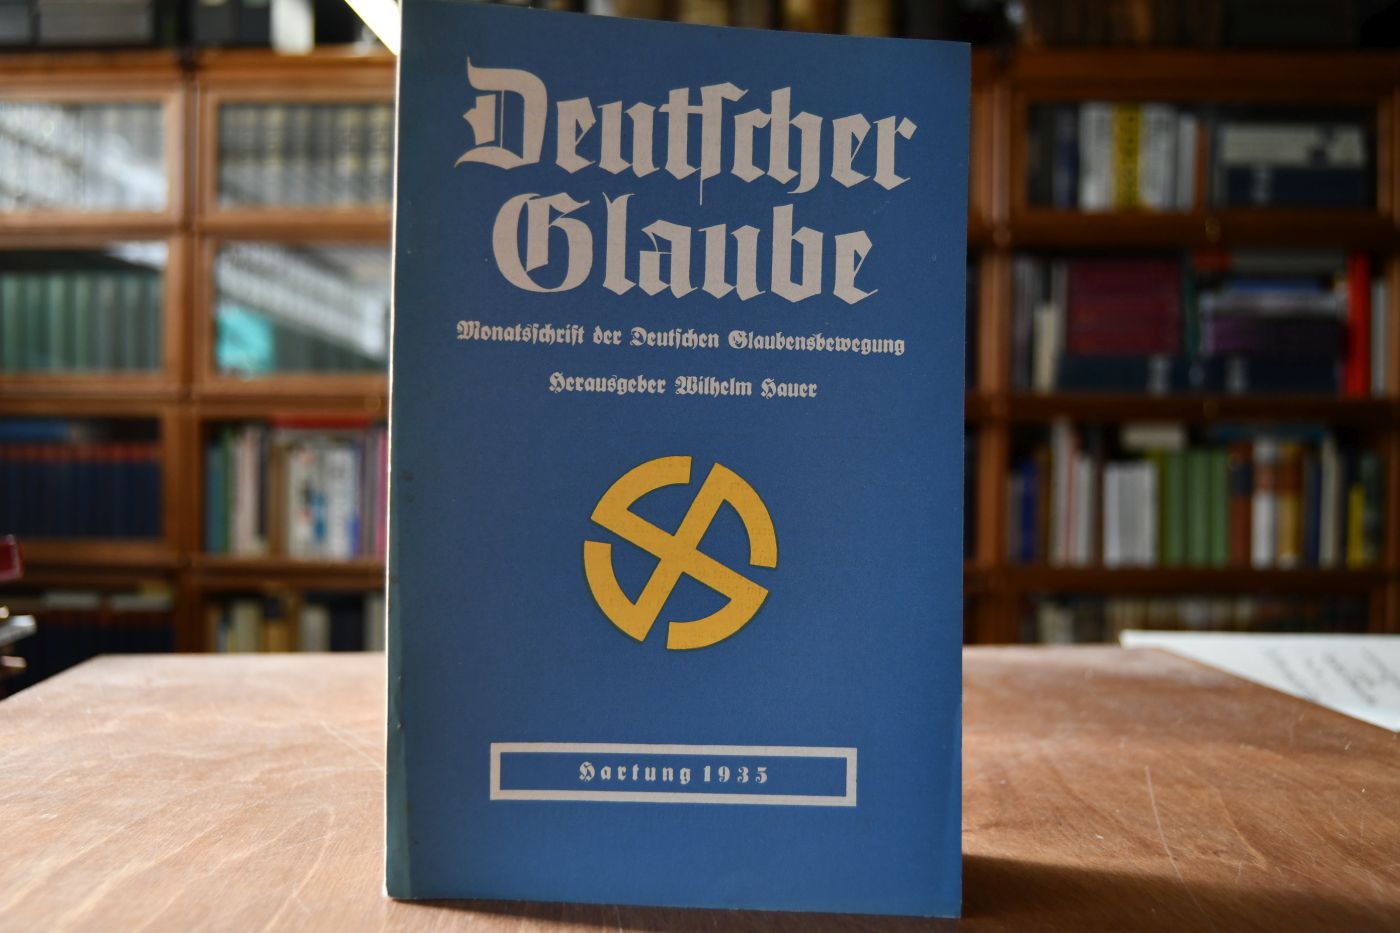 Deutscher
Glaube
Monatsschrift der Deutschen Glaubensbewegung
Herausgeber Wilhelm Hauer
Hartung 1935